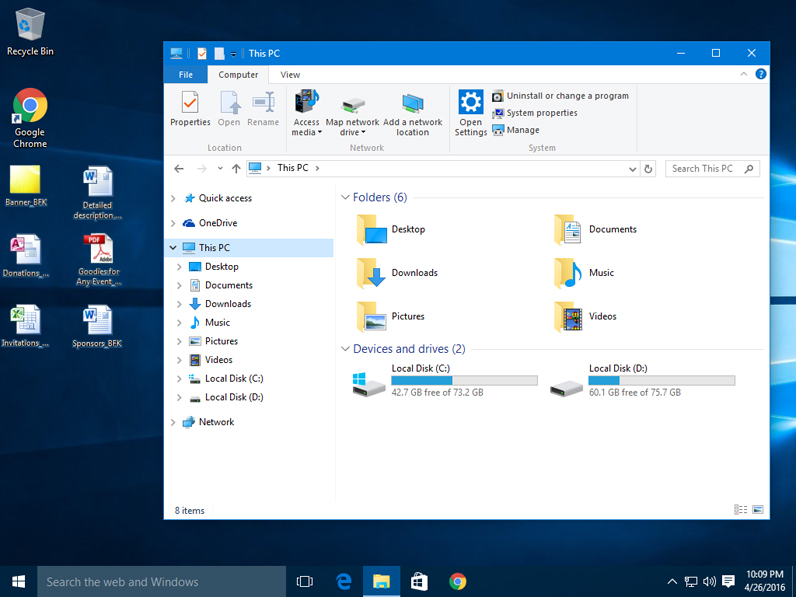 Recycle Bin
Google
Chrome
Banner_BFK
Detailed
description,...
Donations_...
PDF
Adobe
Goodies for
Any Event_...
Invitations_...
Sponsors_BFK
This PC
File
Computer
View
Properties
Open
Rename
Location
Access
media
Map network
drive
Add a network
location
Network
Open
Settings
Uninstall or change a program
System properties
Manage
System
This PC
Search This PC
Quick access
OneDrive
This PC
Desktop
Documents
Downloads
Music
Pictures
Videos
Local Disk (C:)
Local Disk (D:)
Network
Folders (6)
Desktop
Documents
Downloads
Music
Pictures
Videos
Devices and drives (2)
Local Disk (C:)
42.7 GB free of 73.2 GB
Local Disk (D:)
60.1 GB free of 75.7 GB
8 items
Search the web and Windows
10:09 PM
4/26/2016